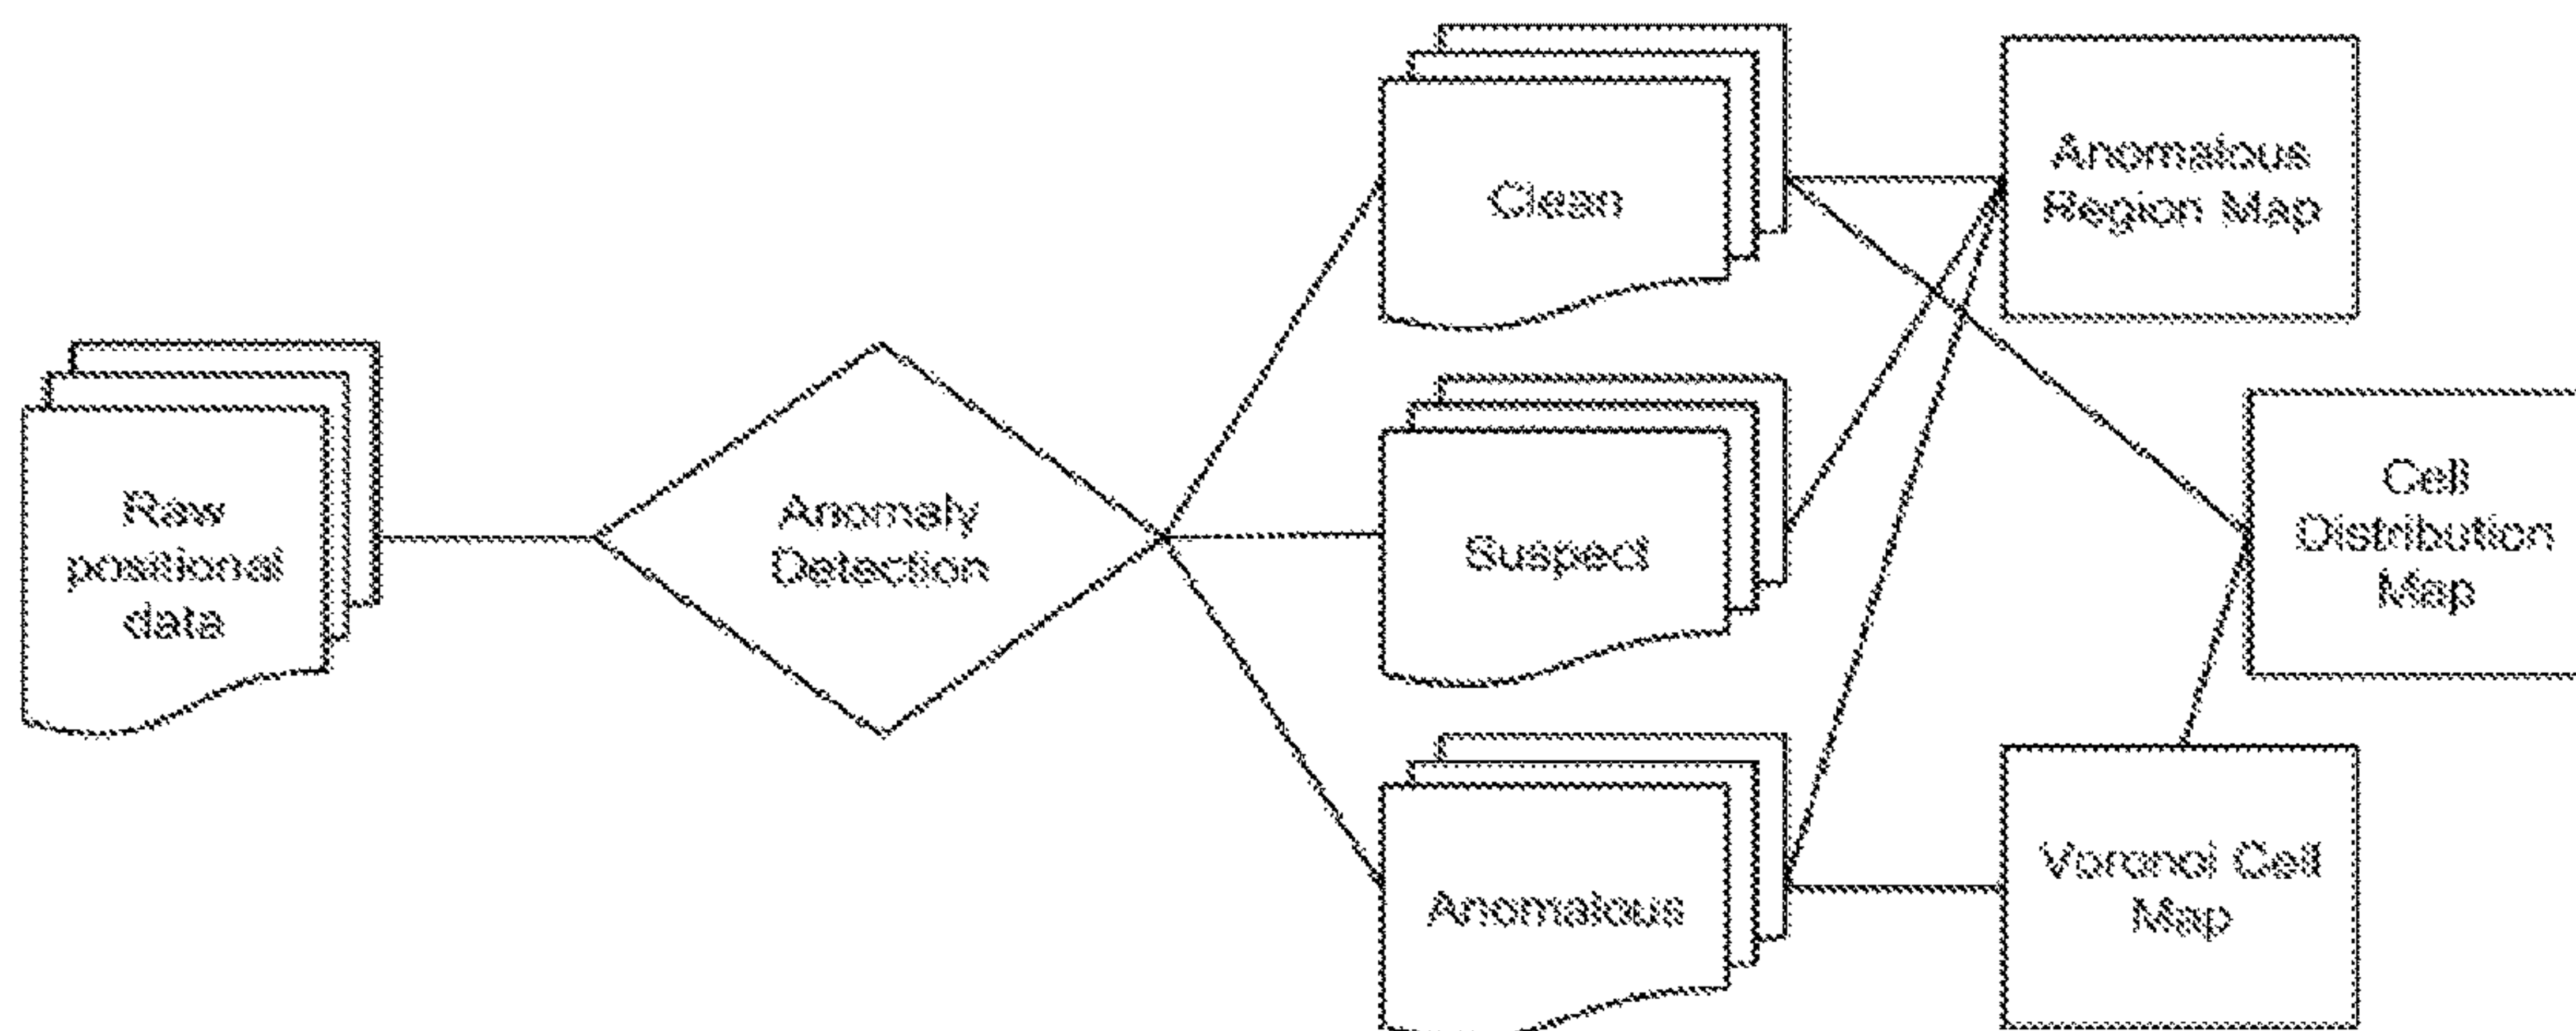 Raw
positional
data
Anomaly
Detection
Clean
Suspect
Anomalous
Anomalous
Region Map
Cell
Distribution
Map
Voronoi Cell
Map